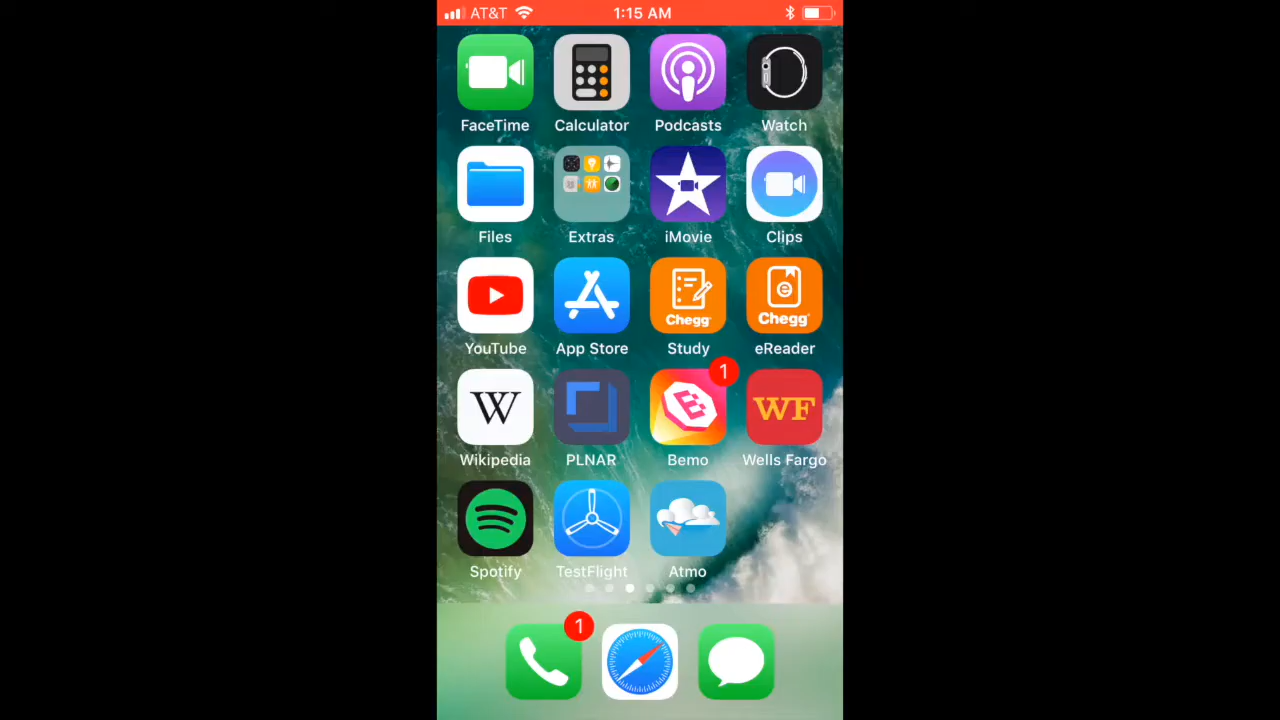 AT&T 1:15 AM
FaceTime Calculator Podcasts Watch
Files Extras iMovie Clips
Chegg Chegg
YouTube App Store Study eReader
1
W WF
Wikipedia PLNAR Bemo Wells Fargo
Spotify TestFlight Atmo
1